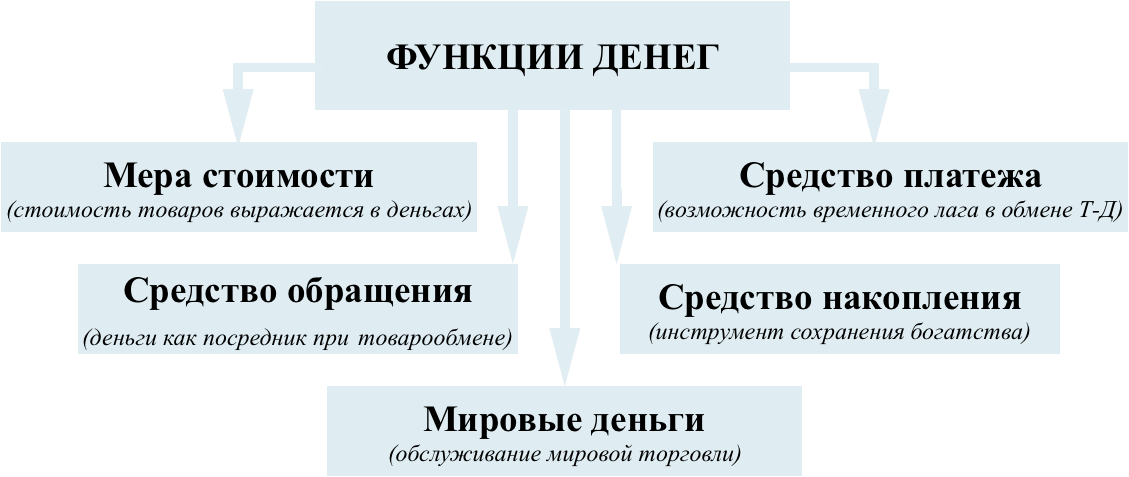 ФУНКЦИИ ДЕНЕГ
Мера стоимости
(стоимость товаров выражается в деньгах)
Средство платежа
(возможность временного лага в обмене Т-Д)
Средство обращения
(деньги как посредник при товарообмене)
Средство накопления
(инструмент сохранения богатства)
Мировые деньги
(обслуживание мировой торговли)